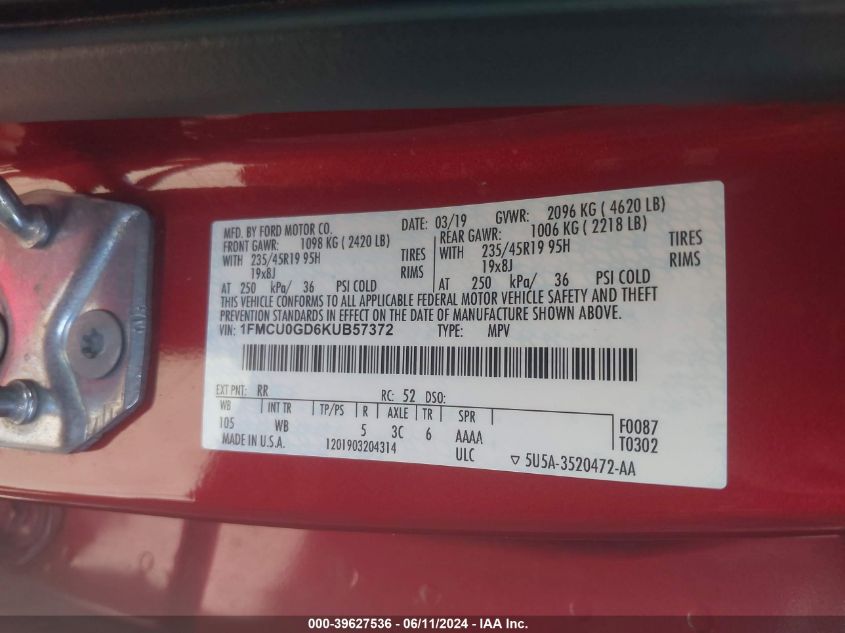 MFD. BY FORD MOTOR CO. DATE: 03/19 GVWR: 2096 KG ( 4620 LB)
FRONT GAWR: 1098 KG ( 2420 LB) REAR GAWR: 1006 KG ( 2218 LB)
WITH 235/45R19 95H TIRES WITH 235/45R19 95H TIRES
19x8J RIMS 19x8J RIMS
AT 250 kPa/ 36 PSI COLD AT 250 kPa/ 36 PSI COLD
THIS VEHICLE CONFORMS TO ALL APPLICABLE FEDERAL MOTOR VEHICLE SAFETY AND THEFT
PREVENTION STANDARDS IN EFFECT ON THE DATE OF MANUFACTURE SHOWN ABOVE.
VIN: 1FMCU0GD6KUB57372 TYPE: MPV
EXT PNT: RR RC: 52 DSO:
WB INT TR TP/PS R AXLE TR SPR F0087
105 WB 5 3C 6 AAAA T0302
MADE IN U.S.A. 1201903204314 ULC ▽ 5U5A-3520472-AA
000-39627536 - 06/11/2024 - IAA Inc.